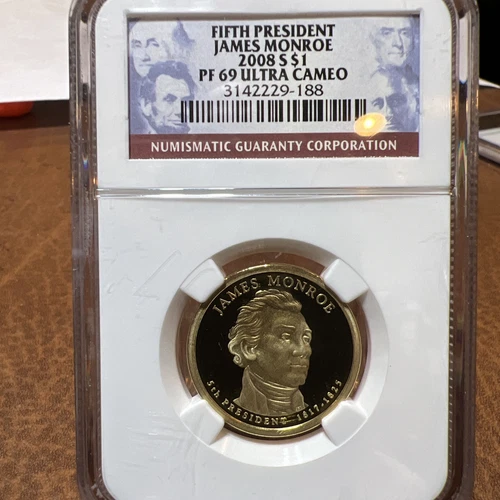 FIFTH PRESIDENT
JAMES MONROE
2008 S $1
PF 69 ULTRA CAMEO
3142229-188
NUMISMATIC GUARANTY CORPORATION
JAMES MONROE
5th PRESIDENT 1817-1825